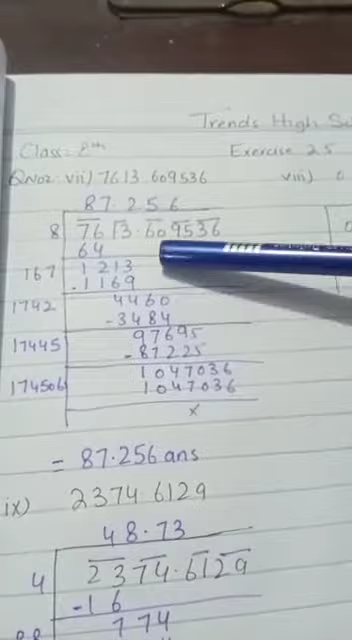 Trends High
Class = 8th
Exercise 2.5
Q No2 vii) 7613.609536
viii) 0
87.256
8 7613.609536
64
167 1213
-1169
1742 4460
-3484
17445 97695
-87225
174506 1047036
1047036
x
= 87.256 ans
ix) 2374.6129
48.73
4 2374.6129
-16
774